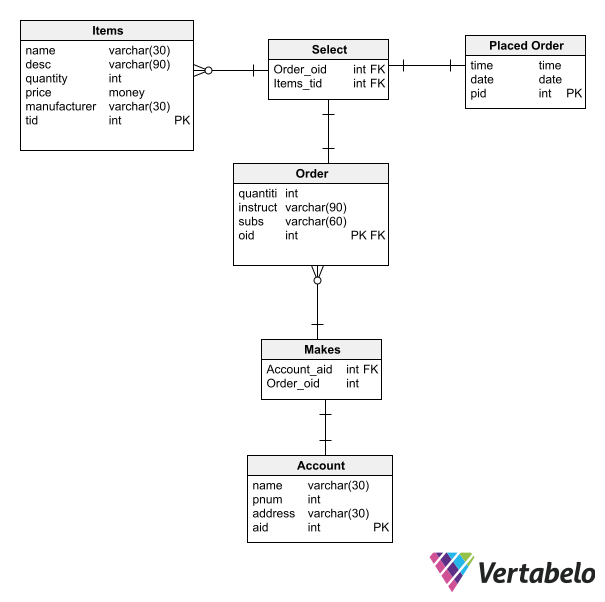 Items
name varchar(30)
desc varchar(90)
quantity int
price money
manufacturer varchar(30)
tid int PK
Select
Order_oid int FK
Items_tid int FK
Placed Order
time time
date date
pid int PK
Order
quantiti int
instruct varchar(90)
subs varchar(60)
oid int PK FK
Makes
Account_aid int FK
Order_oid int
Account
name varchar(30)
pnum int
address varchar(30)
aid int PK
Vertabelo